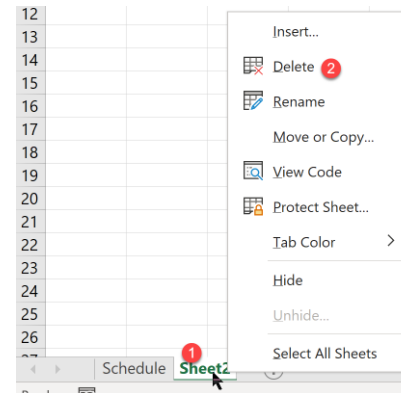 12
13
14
15
16
17
18
19
20
21
22
23
24
25
26
Insert...
Delete 2
Rename
Move or Copy...
View Code
Protect Sheet...
Tab Color >
Hide
Unhide...
Select All Sheets
1
Schedule Sheet2